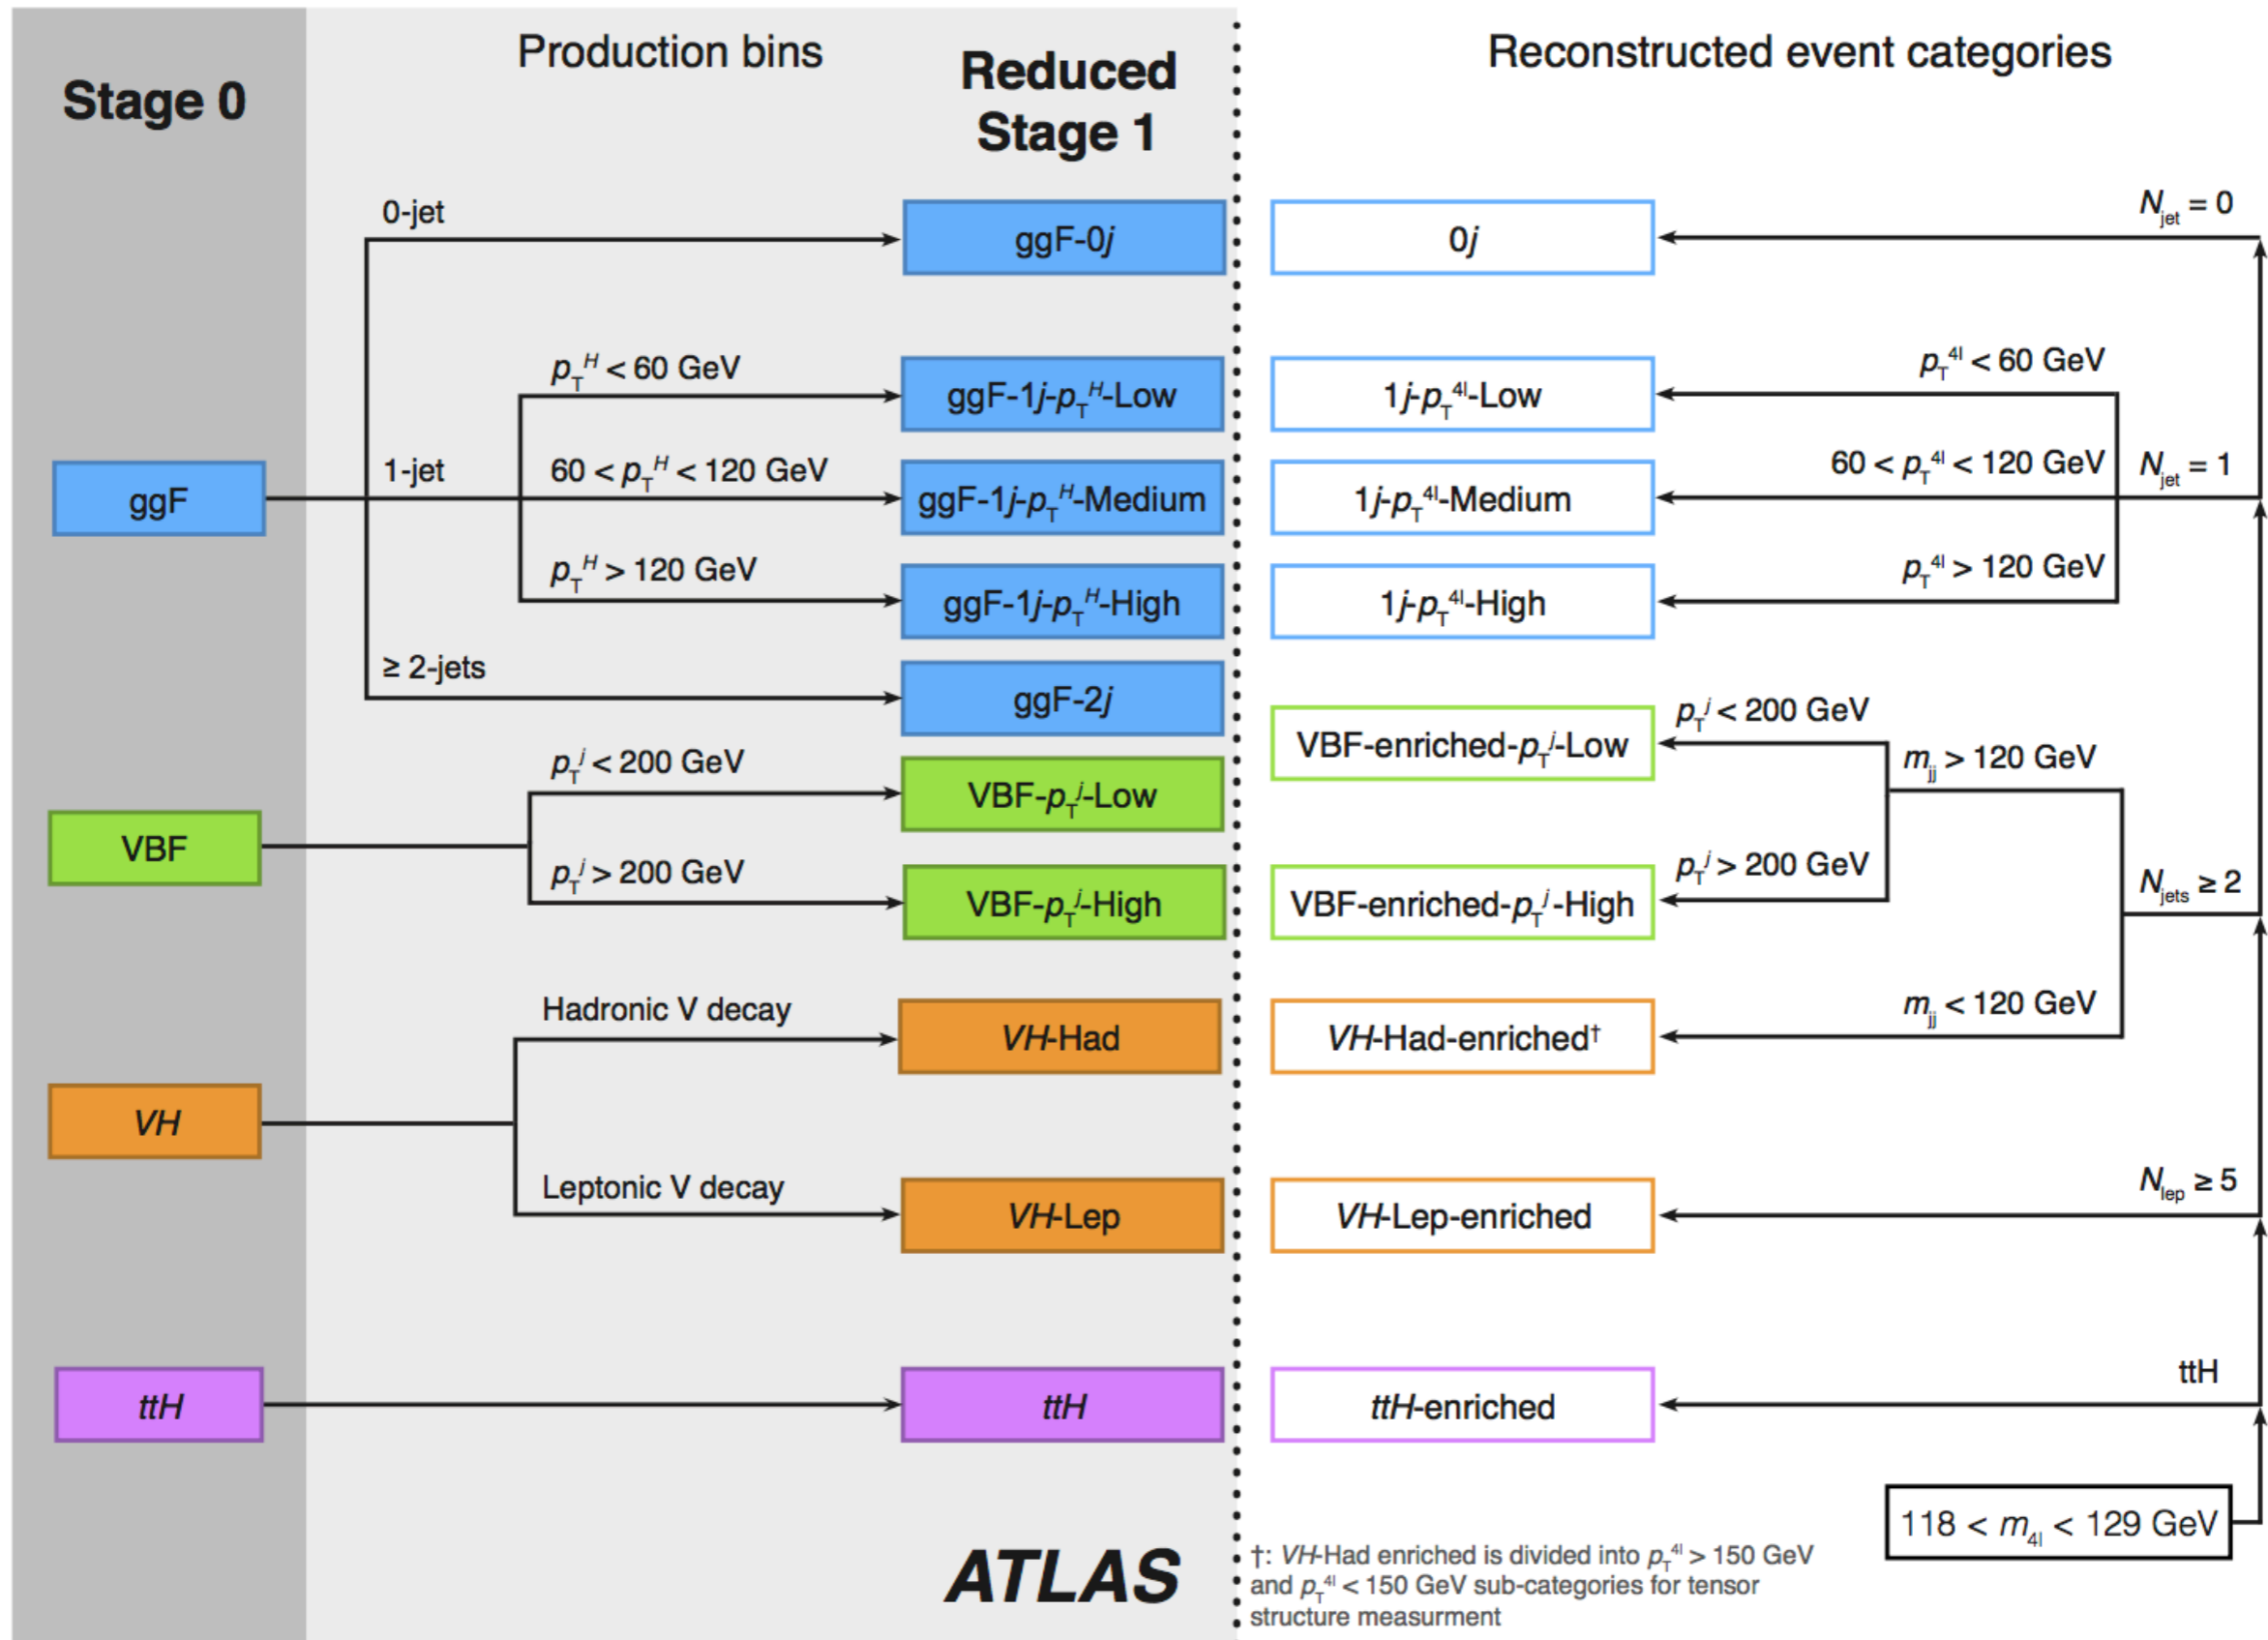 Production bins
Reconstructed event categories
Stage 0
Reduced
Stage 1
0-jet
ggF-0j
0j
N_jet = 0
p_T^H < 60 GeV
ggF-1j-p_T^H-Low
1j-p_T^4l-Low
p_T^4l < 60 GeV
ggF
1-jet
60 < p_T^H < 120 GeV
ggF-1j-p_T^H-Medium
1j-p_T^4l-Medium
60 < p_T^4l < 120 GeV
N_jet = 1
p_T^H > 120 GeV
ggF-1j-p_T^H-High
1j-p_T^4l-High
p_T^4l > 120 GeV
≥ 2-jets
ggF-2j
VBF-enriched-p_T^j-Low
p_T^j < 200 GeV
m_jj > 120 GeV
VBF
p_T^j < 200 GeV
VBF-p_T^j-Low
p_T^j > 200 GeV
VBF-p_T^j-High
VBF-enriched-p_T^j-High
p_T^j > 200 GeV
N_jets ≥ 2
Hadronic V decay
VH-Had
VH-Had-enriched†
m_jj < 120 GeV
VH
Leptonic V decay
VH-Lep
VH-Lep-enriched
N_lep ≥ 5
ttH
ttH
ttH-enriched
ttH
118 < m_4l < 129 GeV
ATLAS
†: VH-Had enriched is divided into p_T^4l > 150 GeV
and p_T^4l < 150 GeV sub-categories for tensor
structure measurment